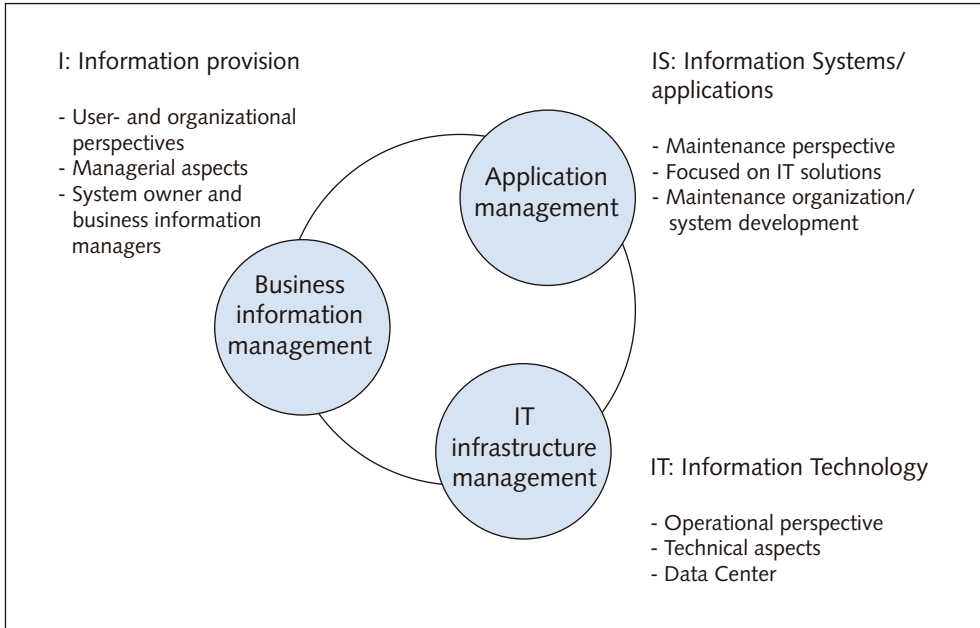 I: Information provision
- User- and organizational
perspectives
- Managerial aspects
- System owner and
business information
managers
IS: Information Systems/
applications
- Maintenance perspective
- Focused on IT solutions
- Maintenance organization/
system development
Application
management
Business
information
management
IT
infrastructure
management
IT: Information Technology
- Operational perspective
- Technical aspects
- Data Center